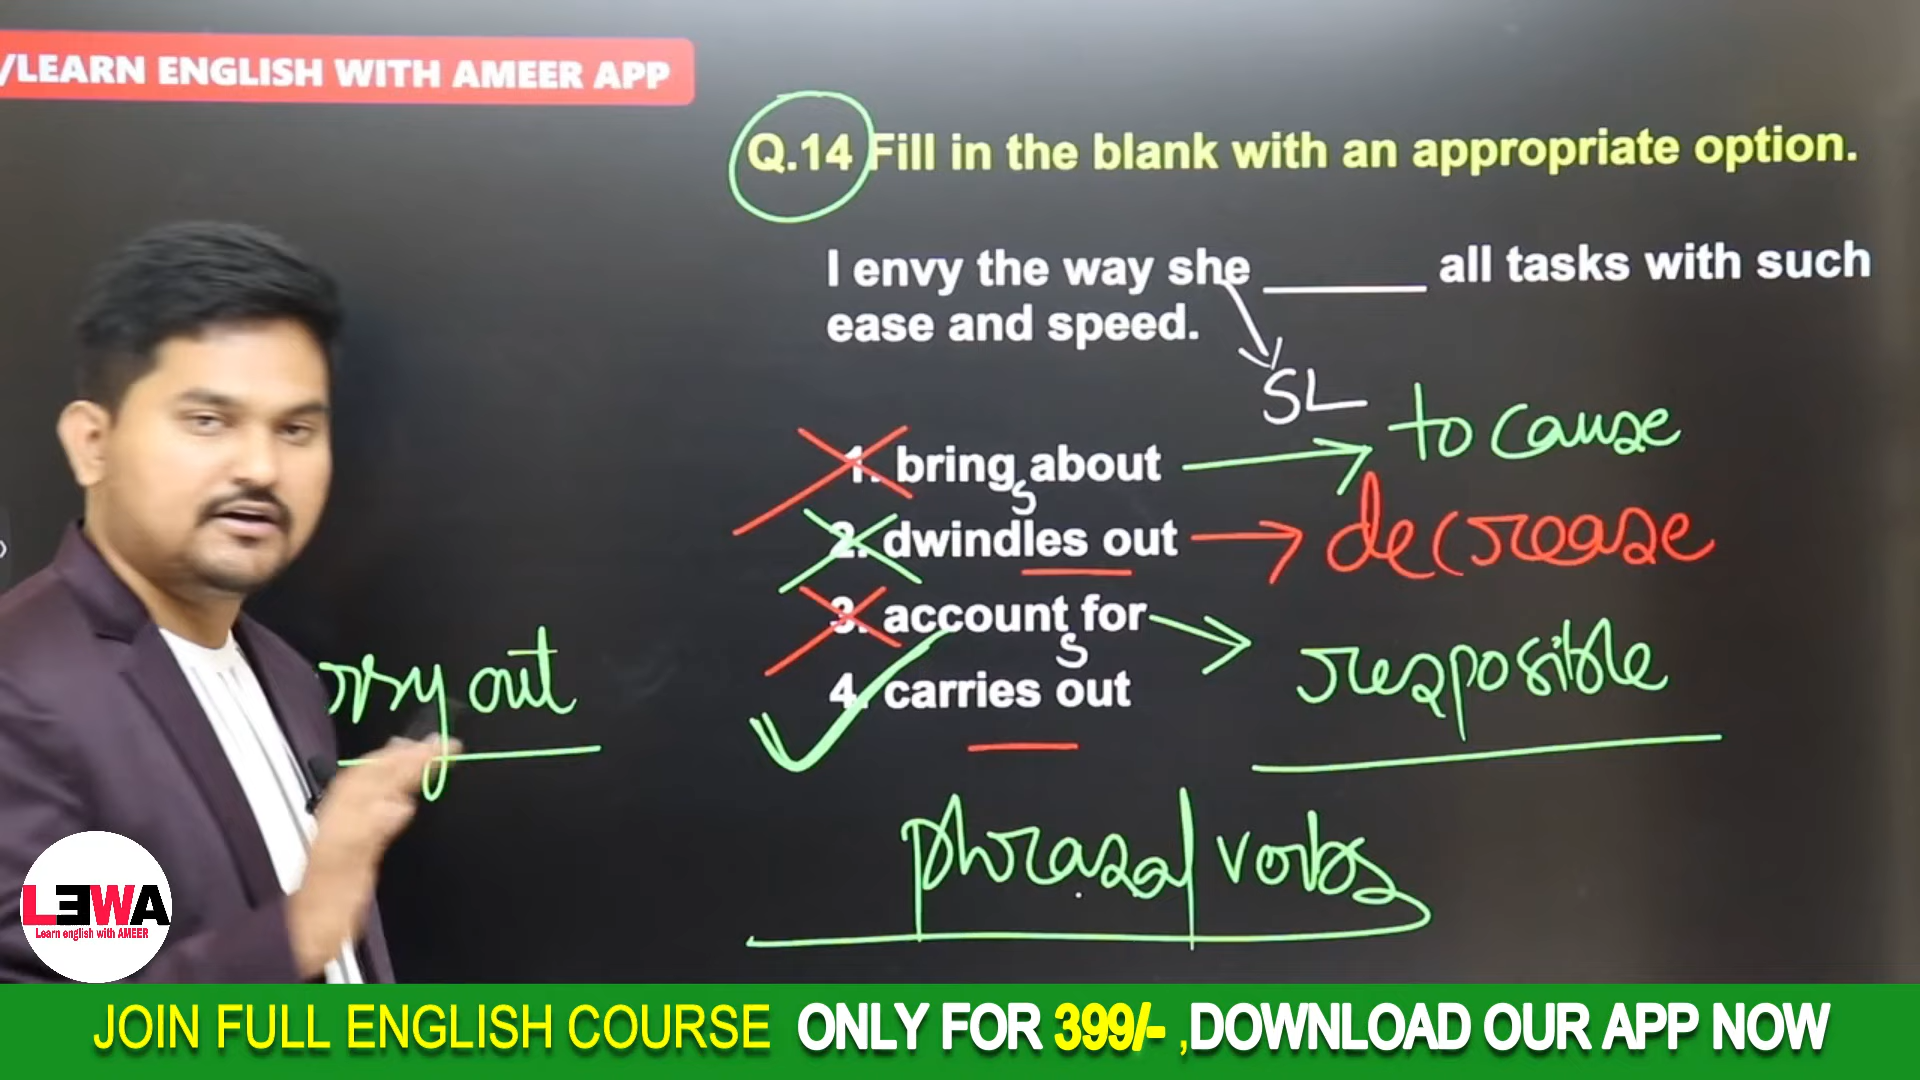 /LEARN ENGLISH WITH AMEER APP
Q.14 Fill in the blank with an appropriate option.
I envy the way she ______ all tasks with such
ease and speed.
SL
1. bring about
s
to cause
2. dwindles out
decrease
3. account for
s
resposible
4. carries out
rry out
phrasal verbs
LEWA
Learn english with AMEER
JOIN FULL ENGLISH COURSE ONLY FOR 399/- ,DOWNLOAD OUR APP NOW